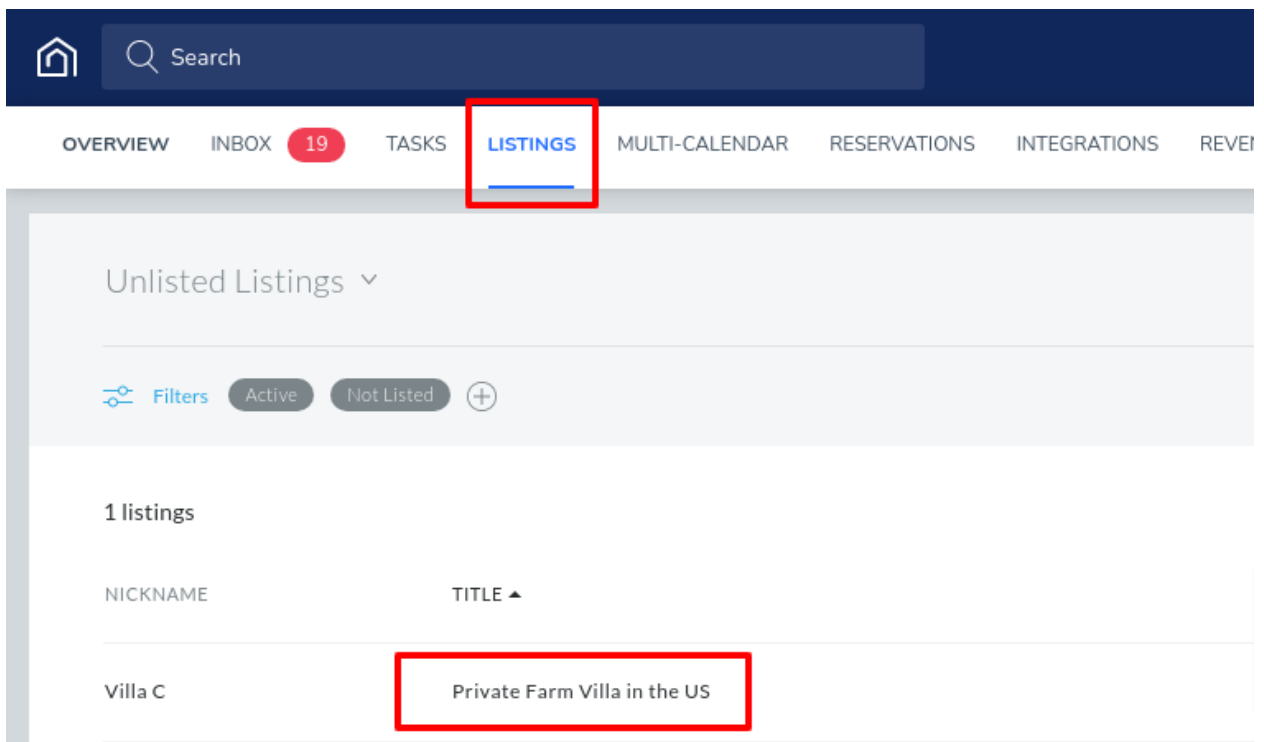 Search
OVERVIEW INBOX 19 TASKS LISTINGS MULTI-CALENDAR RESERVATIONS INTEGRATIONS
Unlisted Listings
Filters Active Not Listed
1 listings
NICKNAME TITLE
Villa C Private Farm Villa in the US